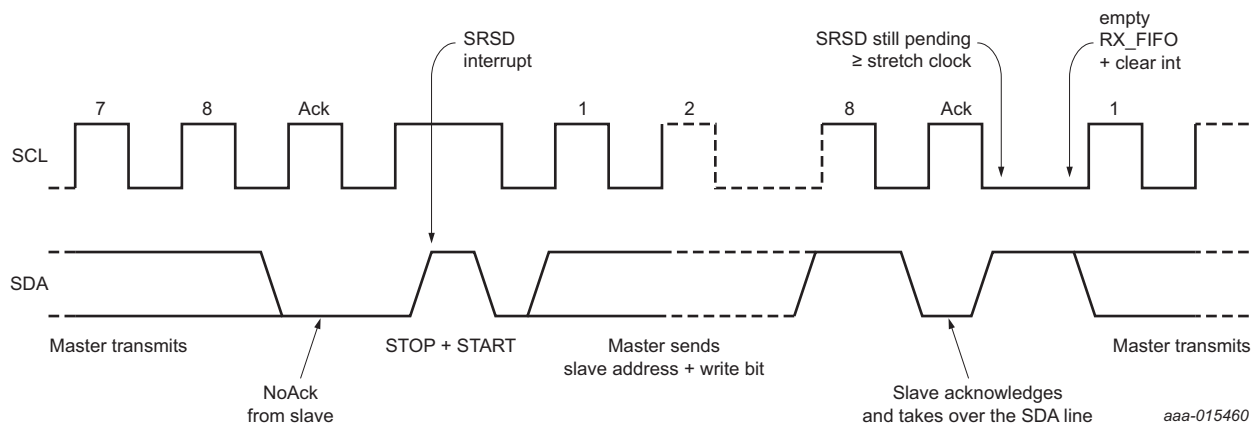 SRSD
interrupt
SRSD still pending
≥ stretch clock
empty
RX_FIFO
+ clear int
7
8
Ack
1
2
8
Ack
1
SCL
SDA
Master transmits
STOP + START
Master sends
slave address + write bit
Master transmits
NoAck
from slave
Slave acknowledges
and takes over the SDA line
aaa-015460